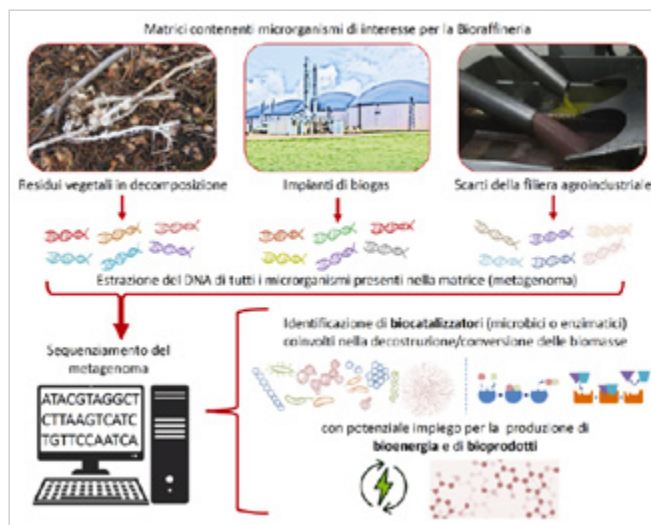 Matrici contenenti microrganismi di interesse per la Bioraffineria
Residui vegetali in decomposizione
Impianti di biogas
Scarti della filiera agroindustriale
Estrazione del DNA di tutti i microrganismi presenti nella matrice (metagenoma)
Sequenziamento del
metagenoma
ATACGTAGGCT
CTTAAGTCATC
TGTTCCAATCA
Identificazione di biocatalizzatori (microbici o enzimatici)
coinvolti nella decostruzione/conversione delle biomasse
con potenziale impiego per la produzione di
bioenergia e di bioprodotti